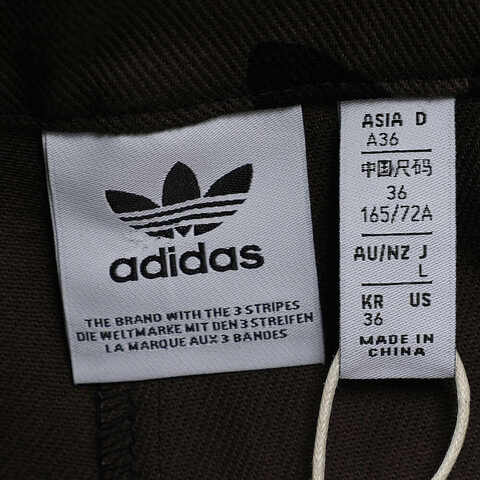 adidas
THE BRAND WITH THE 3 STRIPES
DIE WELTMARKE MIT DEN 3 STREIFEN
LA MARQUE AUX 3 BANDES
ASIA D
A36
中国尺码
36
165/72A
AU/NZ J
L
KR US
36
MADE IN
CHINA